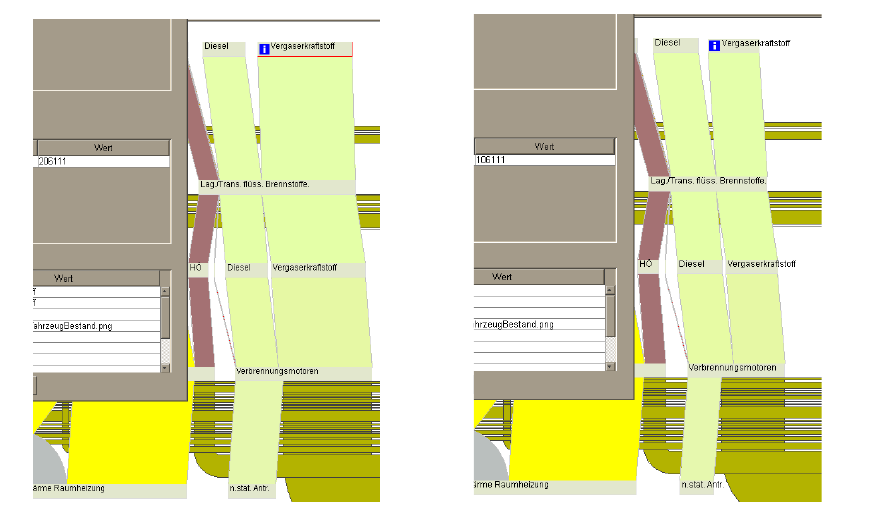 Diesel
Vergaserkraftstoff
Wert
206111
Lag./Trans. flüss. Brennstoffe.
HÖ
Diesel
Vergaserkraftstoff
Wert
ff
ff
ahrzeugBestand.png
Verbrennungsmotoren
ärme Raumheizung
n.stat. Antr.
Diesel
Vergaserkraftstoff
Wert
106111
Lag./Trans. flüss. Brennstoffe.
HÖ
Diesel
Vergaserkraftstoff
Wert
hrzeugBestand.png
Verbrennungsmotoren
ärme Raumheizung
n.stat. Antr.